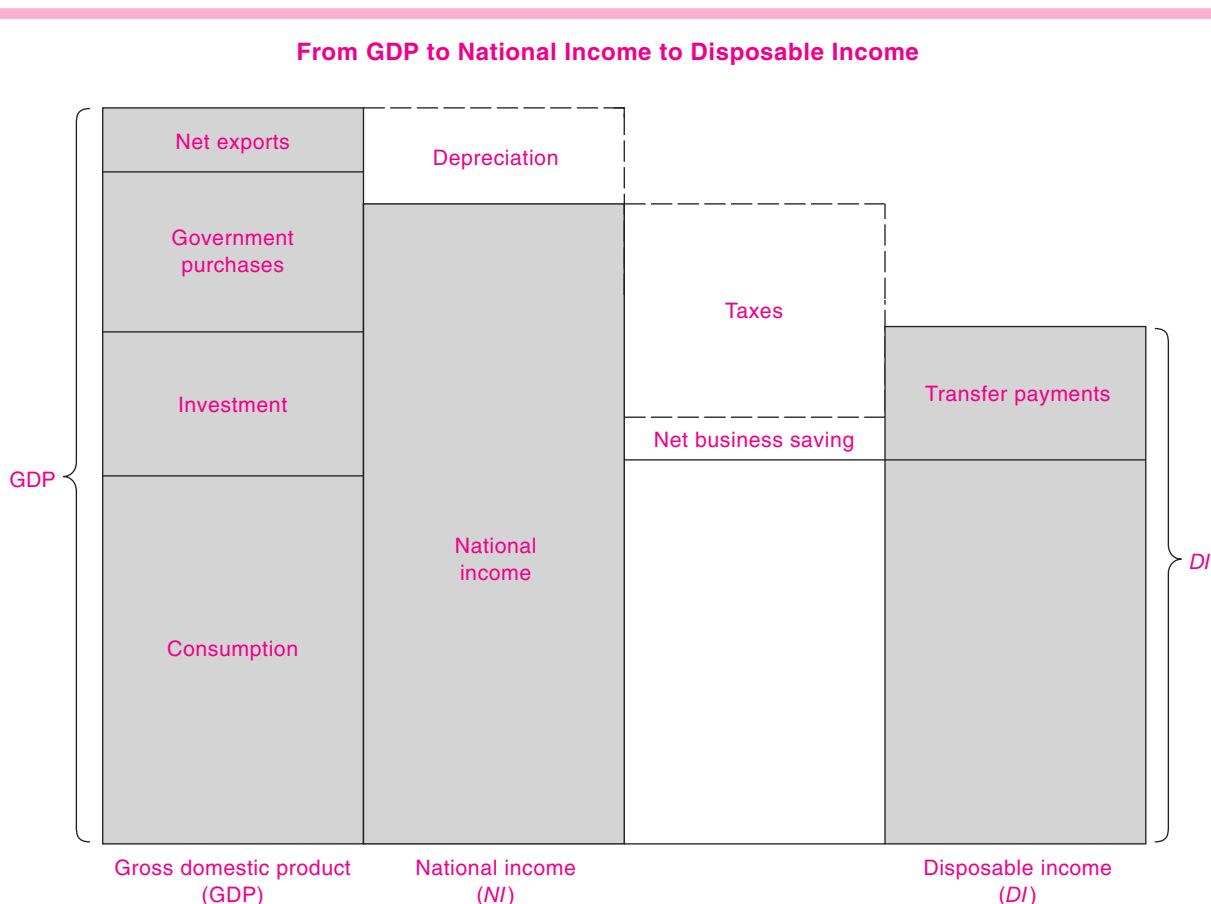 From GDP to National Income to Disposable Income
Net exports
Depreciation
Government
purchases
Taxes
Investment
Transfer payments
Net business saving
GDP
National
income
DI
Consumption
Gross domestic product
(GDP)
National income
(NI)
Disposable income
(DI)